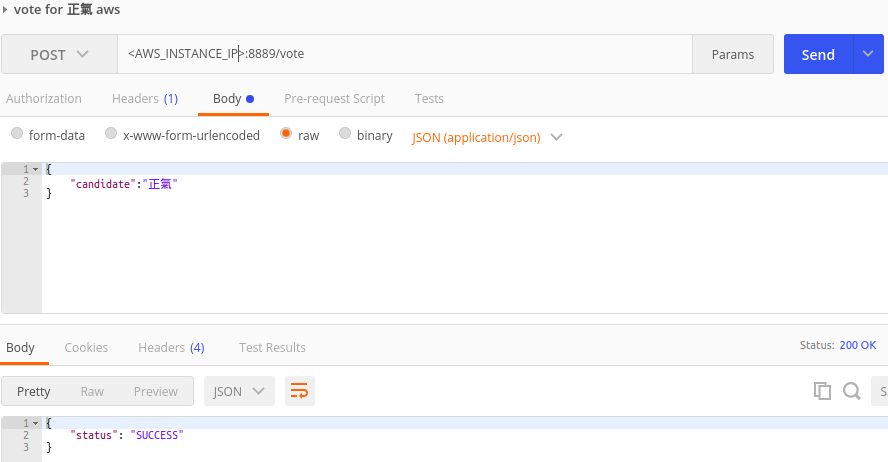 vote for 正氣 aws
POST <AWS_INSTANCE_IP>:8889/vote Params Send
Authorization Headers (1) Body Pre-request Script Tests
form-data x-www-form-urlencoded raw binary JSON (application/json)
1 {
2 "candidate":"正氣"
3 }
Body Cookies Headers (4) Test Results Status: 200 OK
Pretty Raw Preview JSON S
1 {
2 "status": "SUCCESS"
3 }